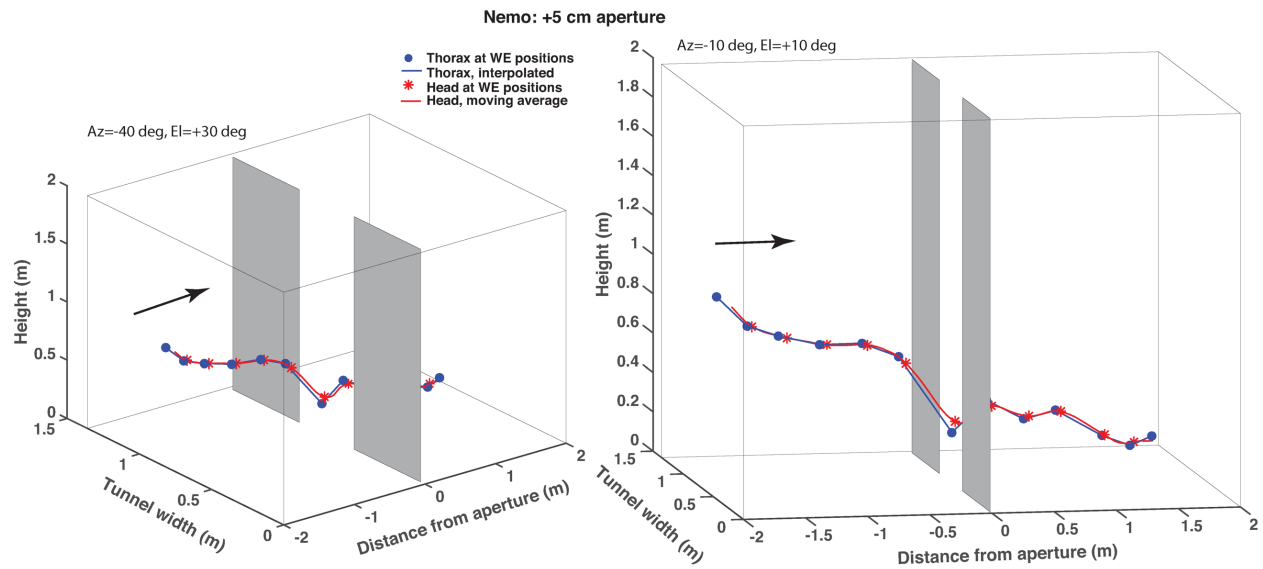 Nemo: +5 cm aperture
Thorax at WE positions
Thorax, interpolated
Head at WE positions
Head, moving average
Az=-40 deg, El=+30 deg
2
1.5
1
0.5
0
Height (m)
1.5
1
0.5
0
Tunnel width (m)
-2
-1
0
1
2
Distance from aperture (m)
Az=-10 deg, El=+10 deg
2
1.8
1.6
1.4
1.2
1
0.8
0.6
0.4
0.2
0
Height (m)
1.5
1
0.5
0
Tunnel width (m)
-2
-1.5
-1
-0.5
0
0.5
1
1.5
2
Distance from aperture (m)